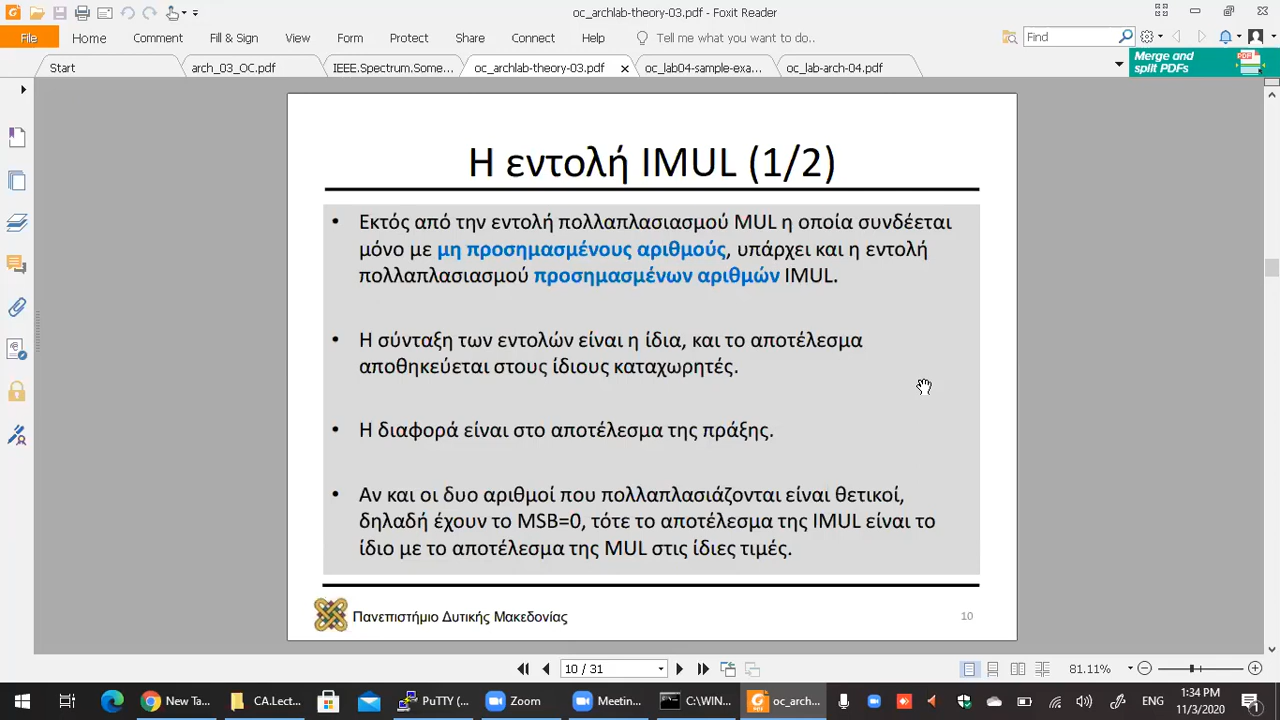 oc_archlab-theory-03.pdf - Foxit Reader
File Home Comment Fill & Sign View Form Protect Share Connect Help Tell me what you want to do.. Find
Start arch_03_OC.pdf IEEE.Spectrum.Some... oc_archlab-theory-03.pdf oc_lab04-sample-exa... oc_lab-arch-04.pdf
Merge and
split PDFs
Η εντολή IMUL (1/2)
• Εκτός από την εντολή πολλαπλασιασμού MUL η οποία συνδέεται
μόνο με μη προσημασμένους αριθμούς, υπάρχει και η εντολή
πολλαπλασιασμού προσημασμένων αριθμών IMUL.
• Η σύνταξη των εντολών είναι η ίδια, και το αποτέλεσμα
αποθηκεύεται στους ίδιους καταχωρητές.
• Η διαφορά είναι στο αποτέλεσμα της πράξης.
• Αν και οι δυο αριθμοί που πολλαπλασιάζονται είναι θετικοί,
δηλαδή έχουν το MSB=0, τότε το αποτέλεσμα της IMUL είναι το
ίδιο με το αποτέλεσμα της MUL στις ίδιες τιμές.
Πανεπιστήμιο Δυτικής Μακεδονίας 10
10 / 31 81.11%
New Ta... CA.Lect... PuTTY (... Zoom Meetin... C:\WIN... oc_arch... ENG 1:34 PM
11/3/2020